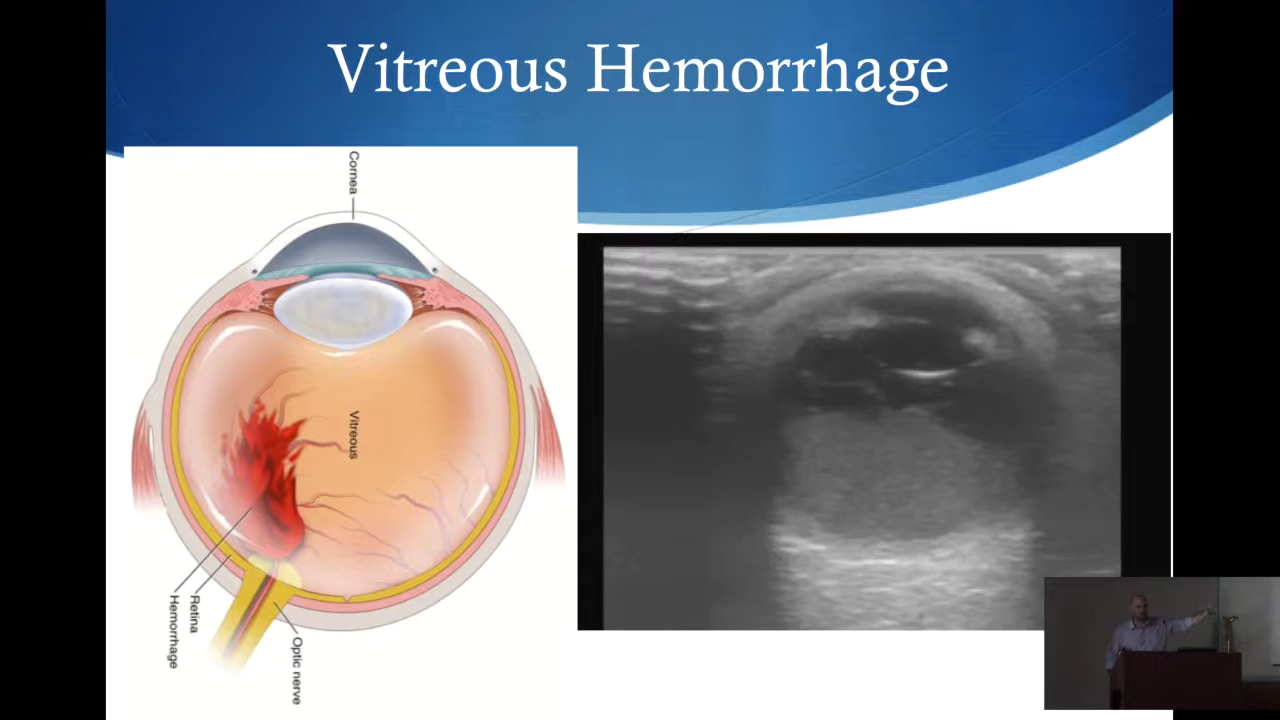 Vitreous Hemorrhage
Cornea
Vitreous
Hemorrhage
Retina
Optic nerve